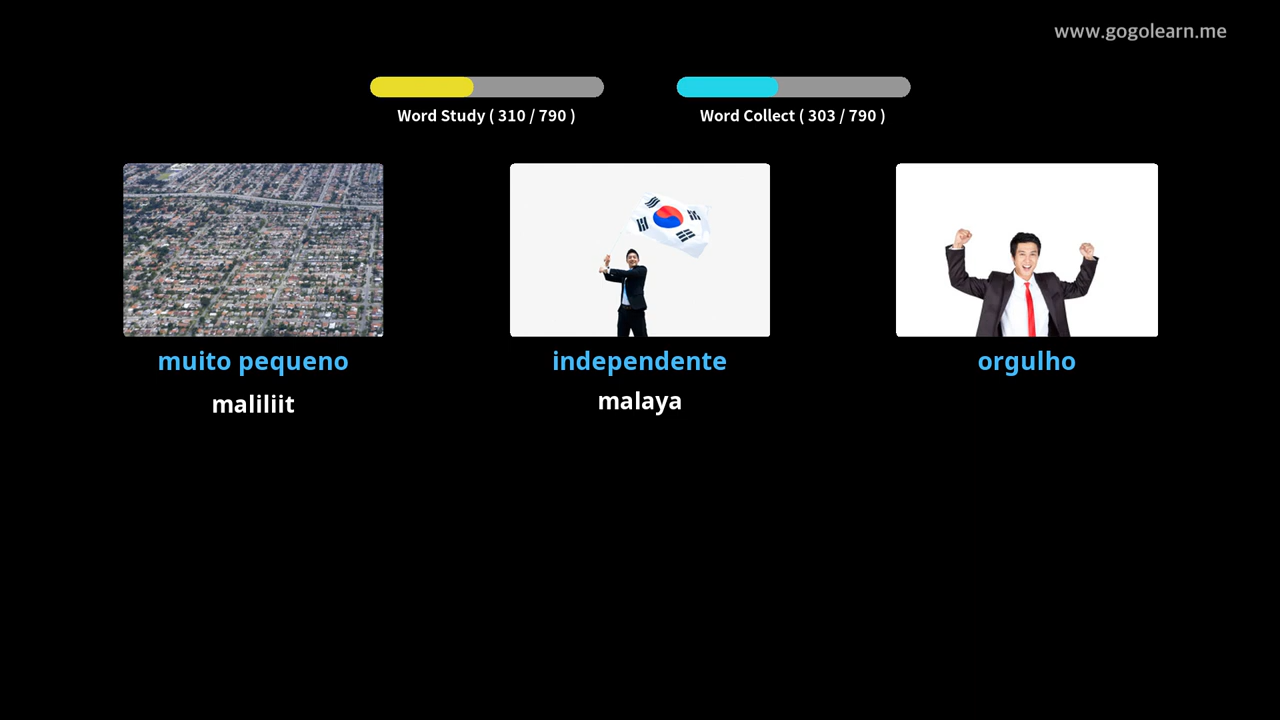 www.gogolearn.me
Word Study ( 310 / 790 )
Word Collect ( 303 / 790 )
muito pequeno
maliliit
independente
malaya
orgulho